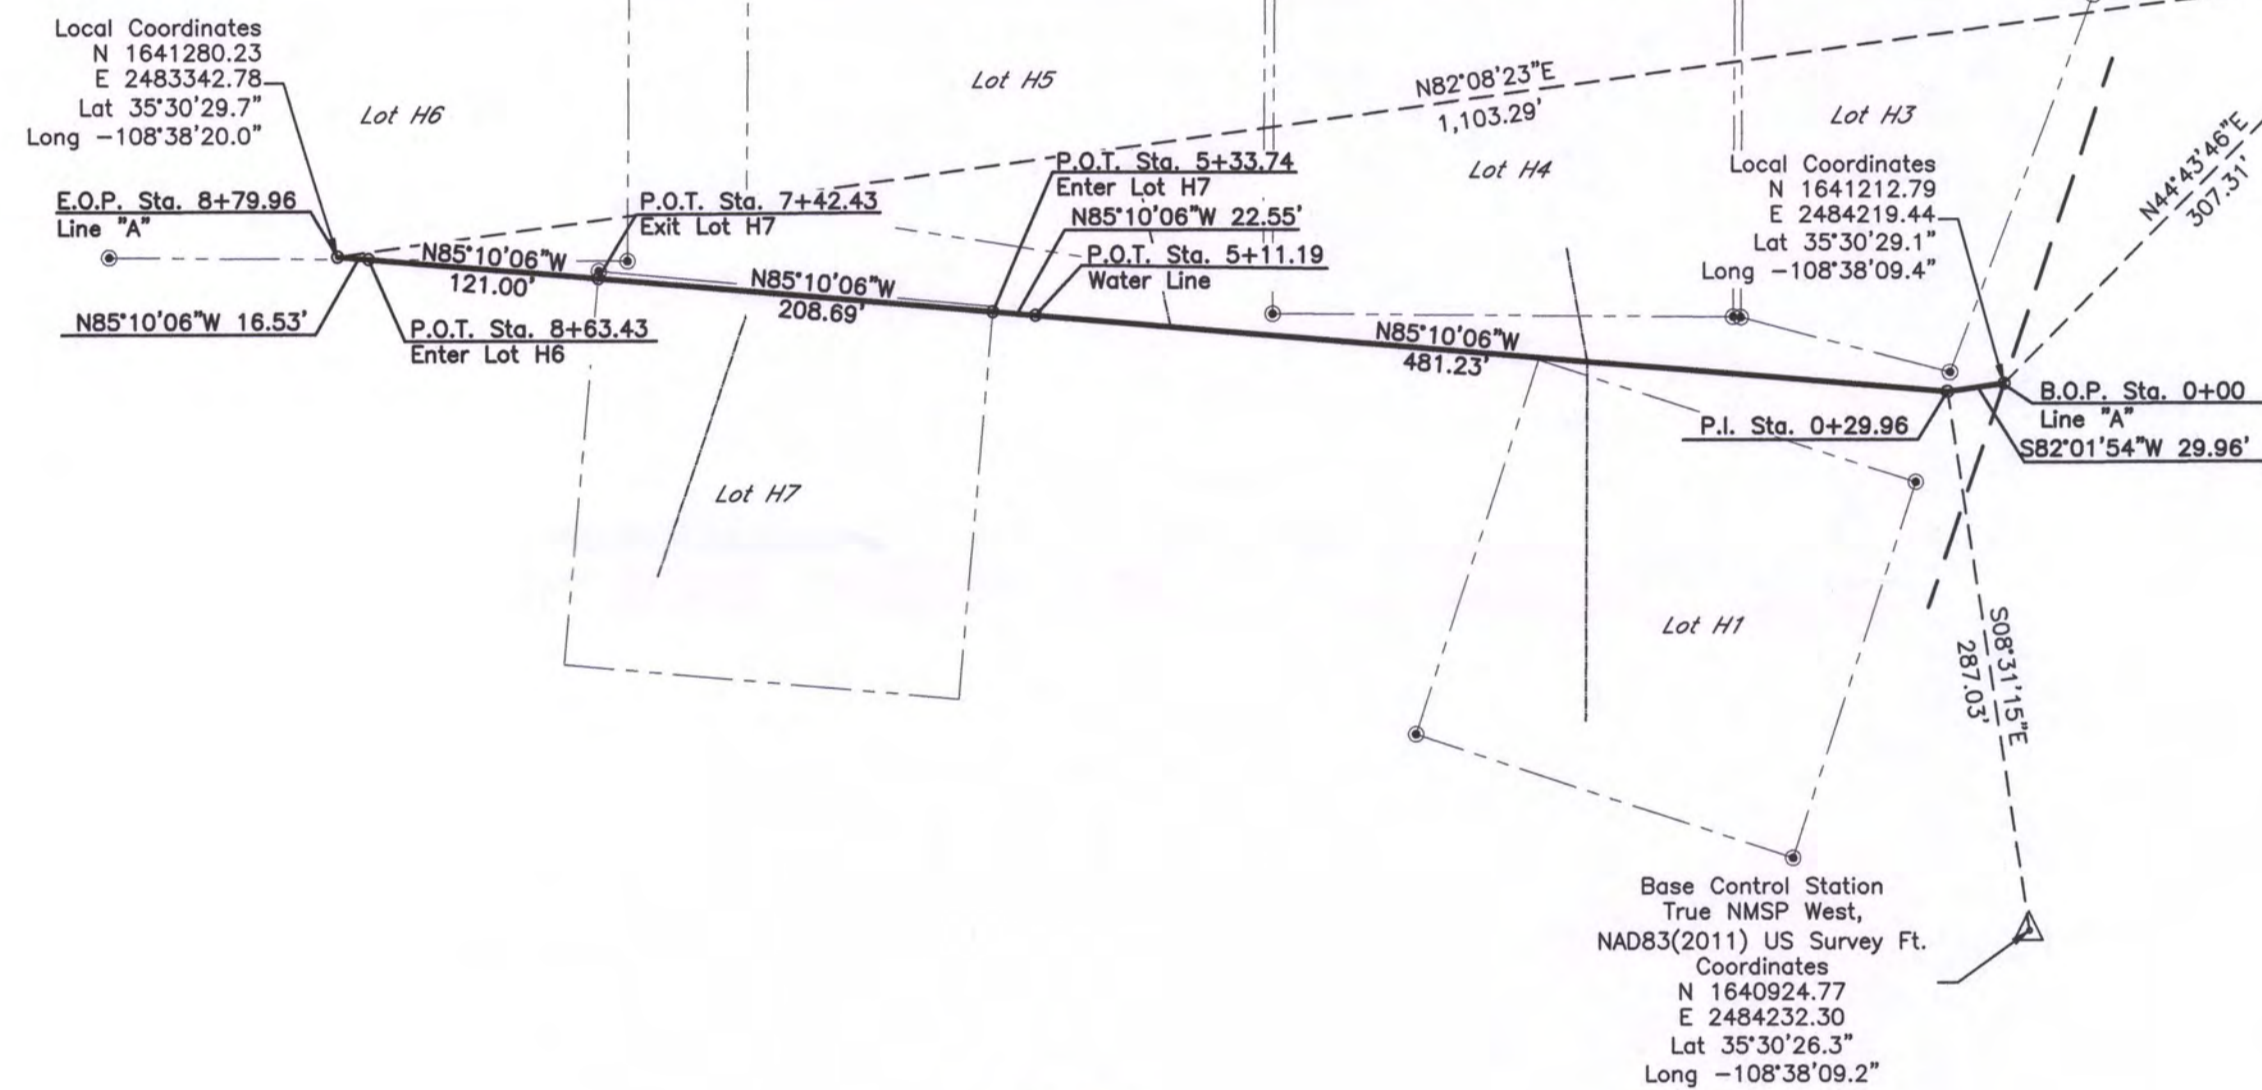 Local Coordinates
N 1641280.23
E 2483342.78
Lat 35°30'29.7"
Long -108°38'20.0"
Lot H6
Lot H5
N82°08'23"E
1,103.29'
Lot H3
Lot H4
Local Coordinates
N 1641212.79
E 2484219.44
Lat 35°30'29.1"
Long -108°38'09.4"
N44°43'46"E
307.31'
E.O.P. Sta. 8+79.96
Line "A"
P.O.T. Sta. 7+42.43
Exit Lot H7
P.O.T. Sta. 5+33.74
Enter Lot H7
N85°10'06"W 22.55'
P.O.T. Sta. 5+11.19
Water Line
N85°10'06"W
121.00'
N85°10'06"W
208.69'
N85°10'06"W 16.53'
P.O.T. Sta. 8+63.43
Enter Lot H6
N85°10'06"W
481.23'
P.I. Sta. 0+29.96
B.O.P. Sta. 0+00
Line "A"
S82°01'54"W 29.96'
Lot H7
Lot H1
S08°31'15"E
287.03'
Base Control Station
True NMSP West,
NAD83(2011) US Survey Ft.
Coordinates
N 1640924.77
E 2484232.30
Lat 35°30'26.3"
Long -108°38'09.2"